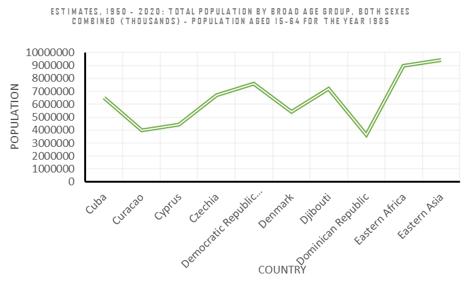 ESTIMATES, 1950 - 2020: TOTAL POPULATION BY BROAD AGE GROUP, BOTH SEXES
COMBINED (THOUSANDS) - POPULATION AGED 15-64 FOR THE YEAR 1985
10000000
9000000
8000000
7000000
6000000
5000000
4000000
3000000
2000000
1000000
0
POPULATION
Cuba
Curacao
Cyprus
Czechia
Democratic Republic...
Denmark
Djibouti
Dominican Republic
Eastern Africa
Eastern Asia
COUNTRY